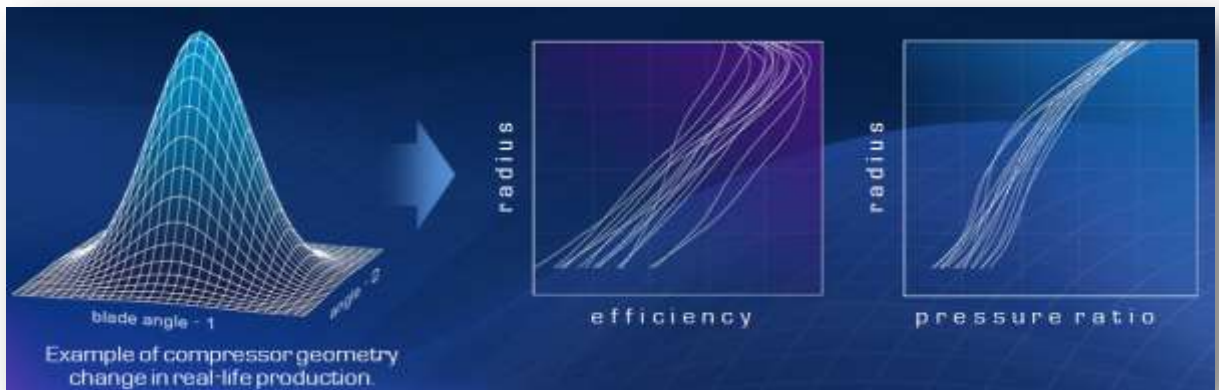 blade angle - 1
angle - 2
Example of compressor geometry
change in real-life production.
radius
efficiency
radius
pressure ratio